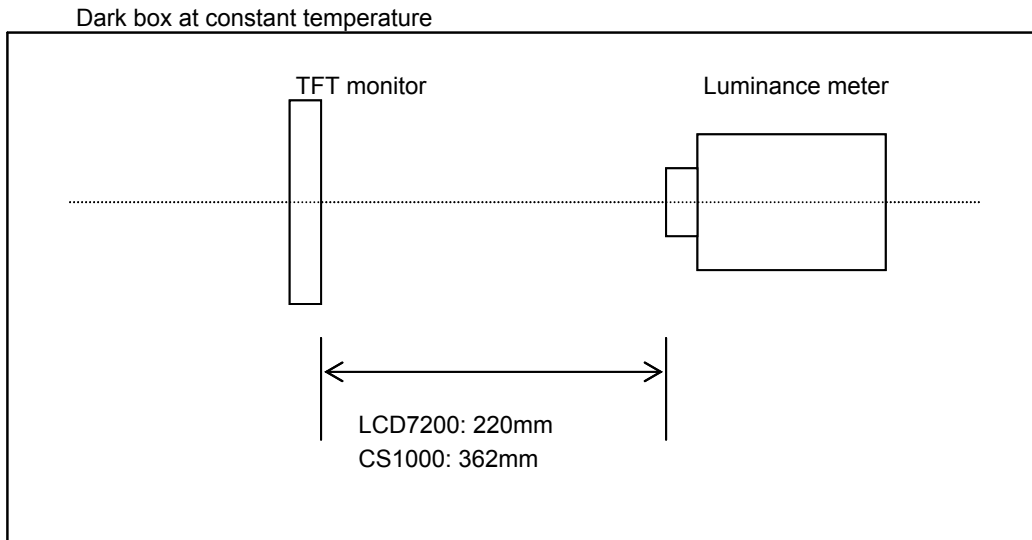 Dark box at constant temperature
TFT monitor
Luminance meter
LCD7200: 220mm
CS1000: 362mm